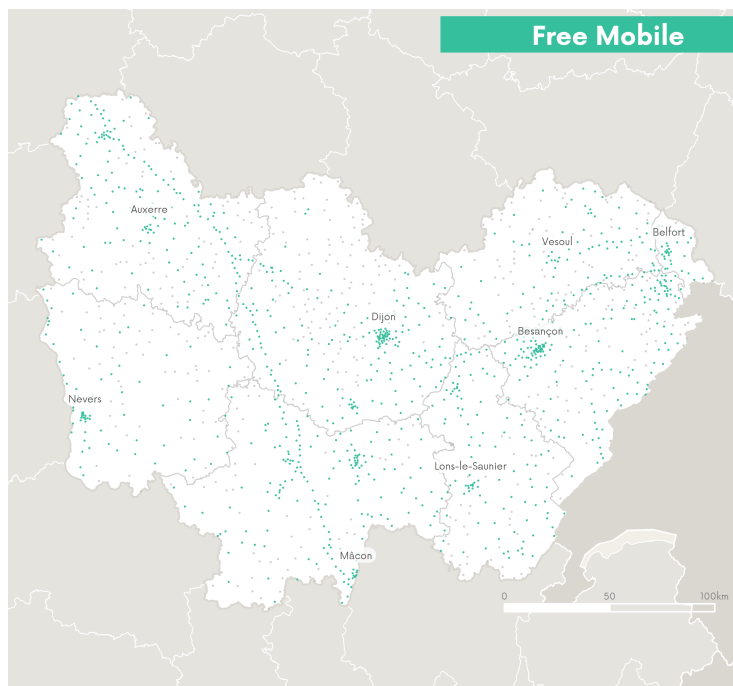 Free Mobile
Auxerre
Belfort
Vesoul
Dijon
Besançon
Nevers
Lons-le-Saunier
Mâcon
0 50 100km